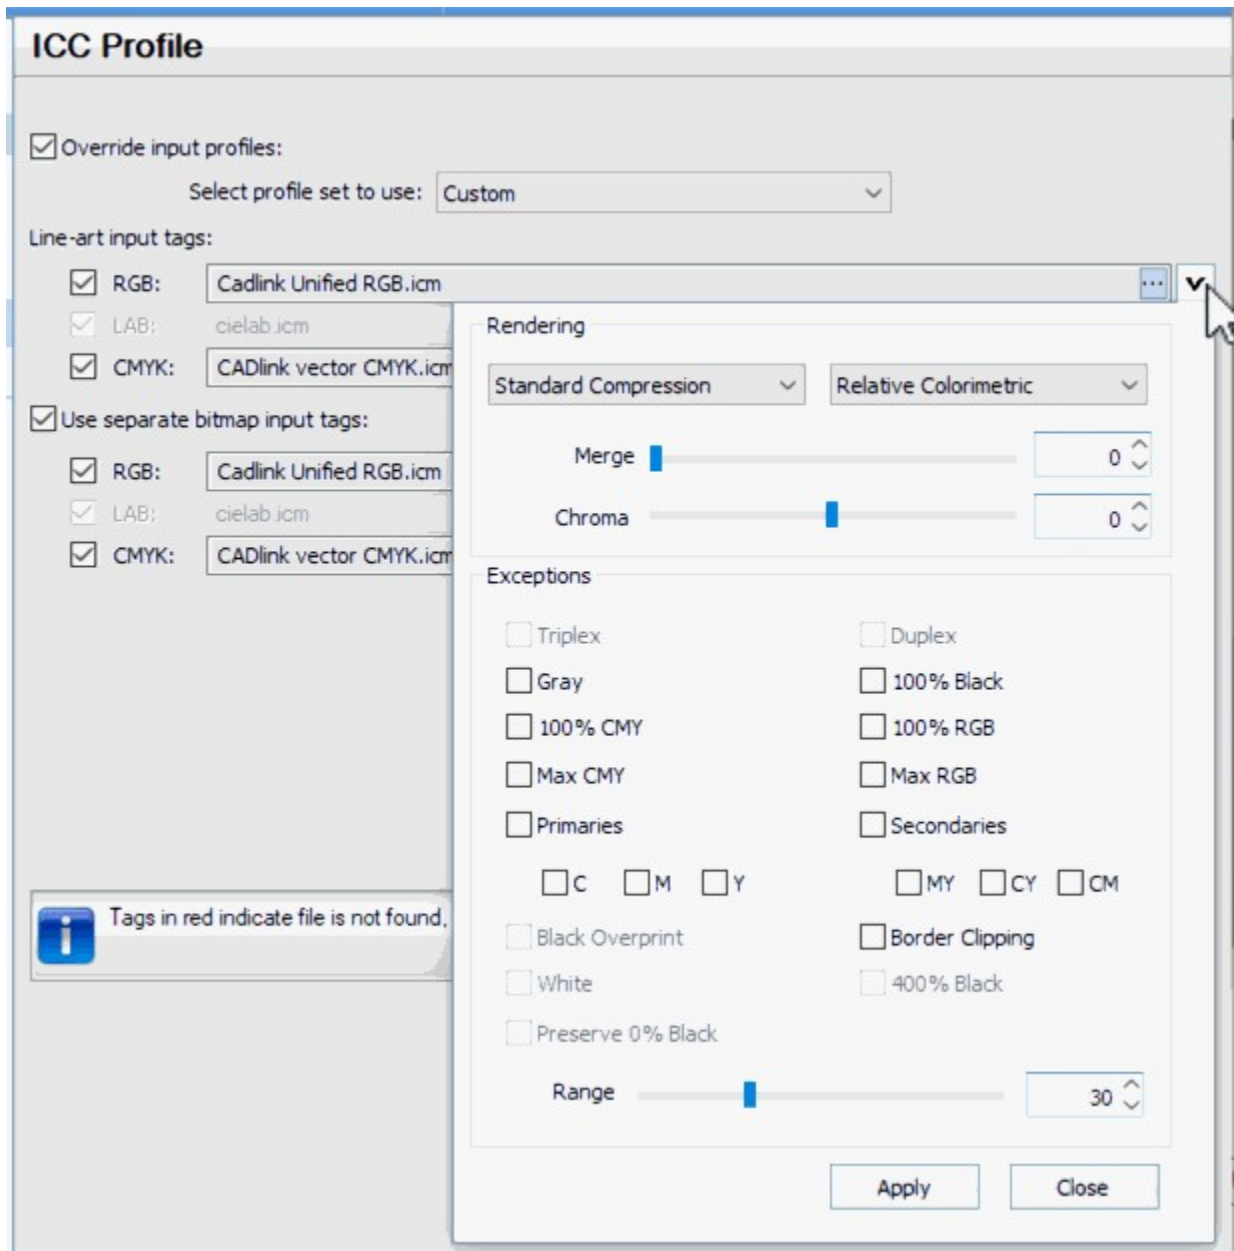 ICC Profile
Override input profiles:
Select profile set to use: Custom
Line-art input tags:
RGB: Cadlink Unified RGB.icm ...
LAB: cielab.icm
CMYK: CADlink vector CMYK.icm
Use separate bitmap input tags:
RGB: Cadlink Unified RGB.icm
LAB: cielab.icm
CMYK: CADlink vector CMYK.icm
Tags in red indicate file is not found,
Rendering
Standard Compression Relative Colorimetric
Merge 0
Chroma 0
Exceptions
Triplex Duplex
Gray 100% Black
100% CMY 100% RGB
Max CMY Max RGB
Primaries Secondaries
C M Y MY CY CM
Black Overprint Border Clipping
White 400% Black
Preserve 0% Black
Range 30
Apply Close